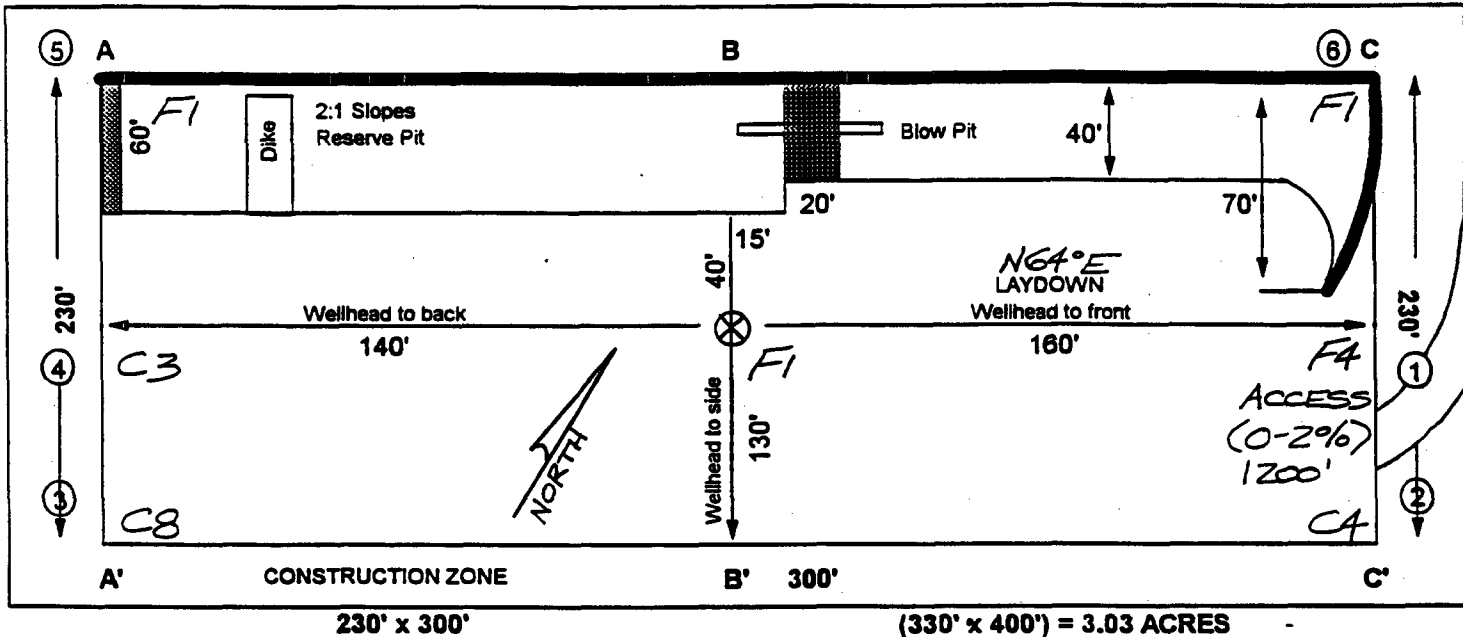 5 A B 6 C
F1 60' Dike 2:1 Slopes
Reserve Pit
Blow Pit 40' F1
20' 70'
15'
40' N64°E
LAYDOWN
230' Wellhead to back Wellhead to front 230'
140' 160'
4 C3 F1 F4 1
Wellhead to side 130'
NORTH
ACCESS
(0-2%)
1200'
3 C8 C4 2
A' CONSTRUCTION ZONE B' 300' C'
230' x 300' (330' x 400') = 3.03 ACRES